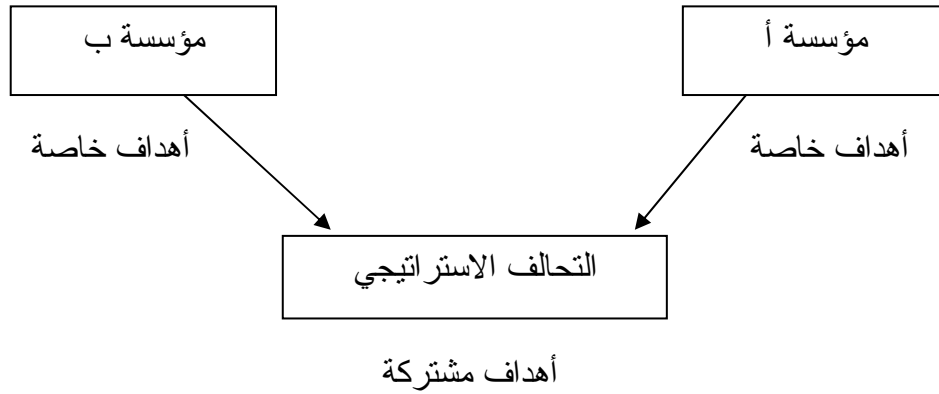 مؤسسة أ
مؤسسة ب
أهداف خاصة
أهداف خاصة
التحالف الاستراتيجي
أهداف مشتركة